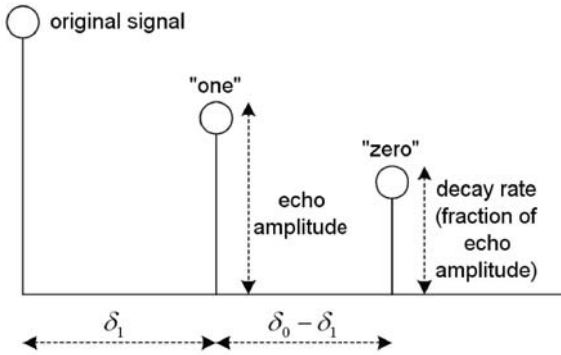 original signal
"one"
echo
amplitude
"zero"
decay rate
(fraction of
echo
amplitude)
δ₁
δ₀ − δ₁